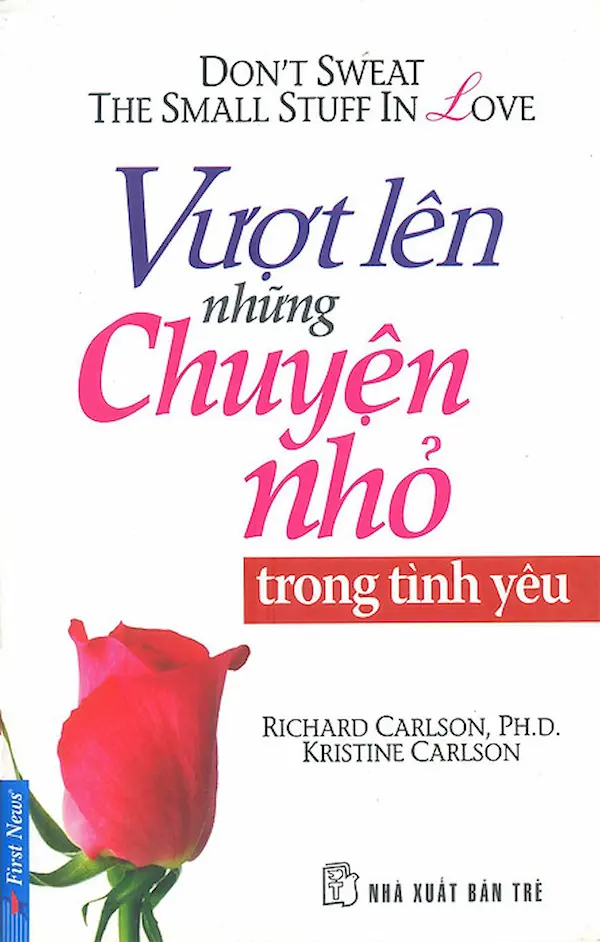 DON'T SWEAT
THE SMALL STUFF IN LOVE
Vượt lên
những
Chuyện
nhỏ
trong tình yêu
RICHARD CARLSON, PH.D.
KRISTINE CARLSON
First News®
NHÀ XUẤT BẢN TRẺ